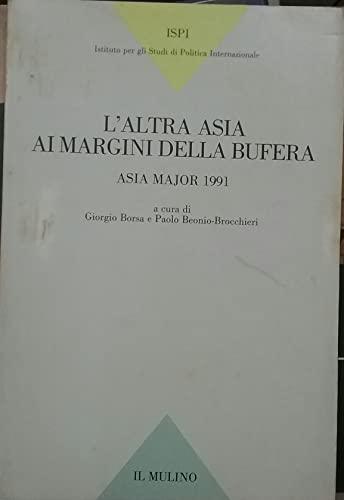 ISPI
Istituto per gli Studi di Politica Internazionale
L'ALTRA ASIA
AI MARGINI DELLA BUFERA
ASIA MAJOR 1991
a cura di
Giorgio Borsa e Paolo Beonio-Brocchieri
IL MULINO